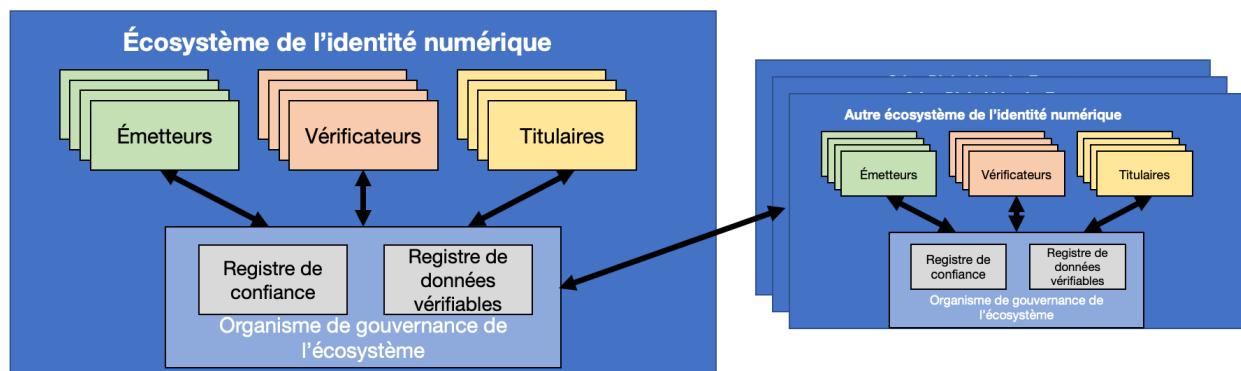 Écosystème de l’identité numérique
Émetteurs
Vérificateurs
Titulaires
Registre de
confiance
Registre de
données
vérifiables
Organisme de gouvernance de
l’écosystème
Autre écosystème de l’identité numérique
Émetteurs
Vérificateurs
Titulaires
Registre de
confiance
Registre de
données
vérifiables
Organisme de gouvernance de
l’écosystème